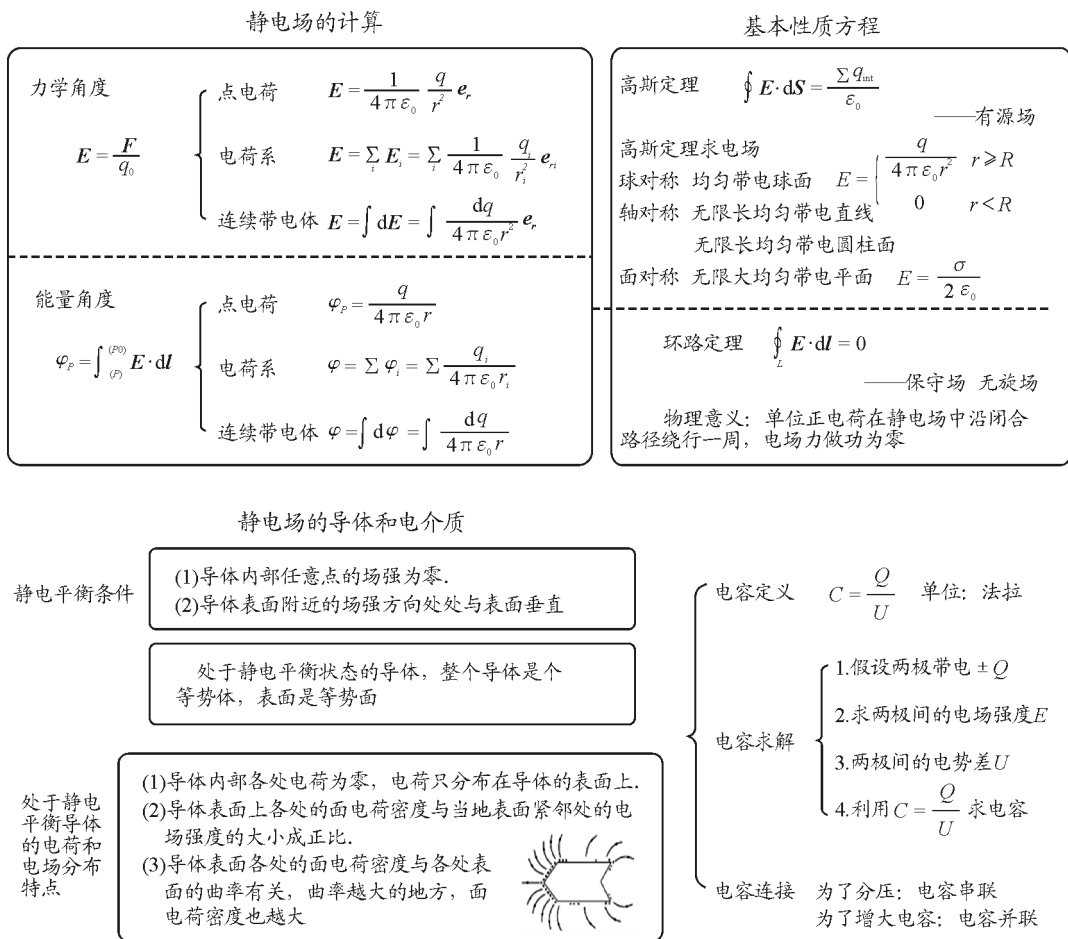 静电场的计算
力学角度
E = F/q₀
点电荷 E = 1/(4πε₀) q/r² eᵣ
电荷系 E = ∑ᵢ Eᵢ = ∑ᵢ 1/(4πε₀) qᵢ/rᵢ² eᵣᵢ
连续带电体 E = ∫ dE = ∫ dq/(4πε₀r²) eᵣ
能量角度
φ_P = ∫_(P)^(P0) E·dl
点电荷 φ_P = q/(4πε₀r)
电荷系 φ = ∑ φᵢ = ∑ qᵢ/(4πε₀rᵢ)
连续带电体 φ = ∫ dφ = ∫ dq/(4πε₀r)
基本性质方程
高斯定理 ∮ E·dS = ∑q_int/ε₀
——有源场
高斯定理求电场
球对称 均匀带电球面 E = { q/(4πε₀r²) r ⩾ R
0 r < R
轴对称 无限长均匀带电直线
无限长均匀带电圆柱面
面对称 无限大均匀带电平面 E = σ/(2ε₀)
环路定理 ∮_L E·dl = 0
——保守场 无旋场
物理意义：单位正电荷在静电场中沿闭合
路径绕行一周，电场力做功为零
静电场的导体和电介质
静电平衡条件
(1)导体内部任意点的场强为零.
(2)导体表面附近的场强方向处处与表面垂直
处于静电平衡状态的导体，整个导体是个
等势体，表面是等势面
处于静电
平衡导体
的电荷和
电场分布
特点
(1)导体内部各处电荷为零，电荷只分布在导体的表面上.
(2)导体表面上各处的面电荷密度与当地表面紧邻处的电
场强度的大小成正比.
(3)导体表面各处的面电荷密度与各处表
面的曲率有关，曲率越大的地方，面
电荷密度也越大
电容定义 C = Q/U 单位：法拉
电容求解
1.假设两极带电±Q
2.求两极间的电场强度E
3.两极间的电势差U
4.利用C = Q/U 求电容
电容连接 为了分压：电容串联
为了增大电容：电容并联